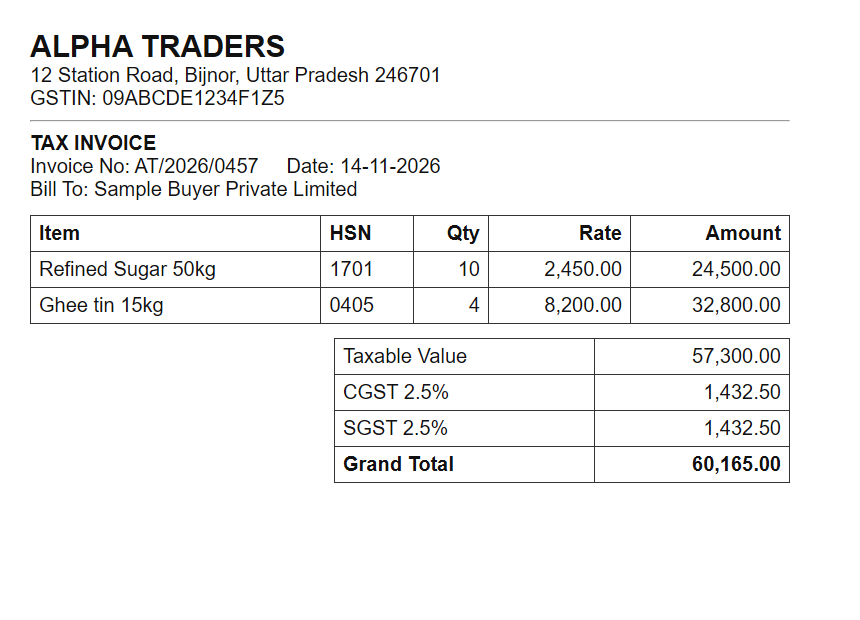 ALPHA TRADERS
12 Station Road, Bijnor, Uttar Pradesh 246701
GSTIN: 09ABCDE1234F1Z5
TAX INVOICE
Invoice No: AT/2026/0457 Date: 14-11-2026
Bill To: Sample Buyer Private Limited
Item HSN Qty Rate Amount
Refined Sugar 50kg 1701 10 2,450.00 24,500.00
Ghee tin 15kg 0405 4 8,200.00 32,800.00
Taxable Value 57,300.00
CGST 2.5% 1,432.50
SGST 2.5% 1,432.50
Grand Total 60,165.00